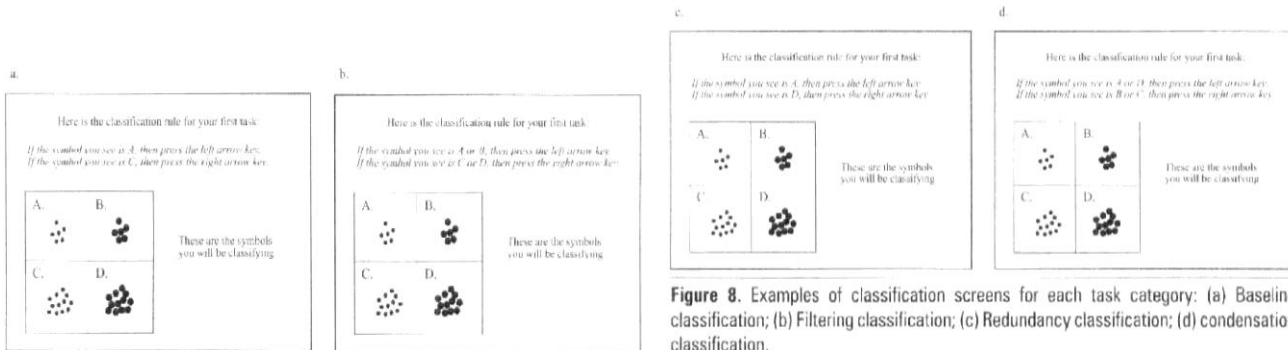 a.
Here is the classification rule for your first task:
If the symbol you see is A, then press the left arrow key.
If the symbol you see is C, then press the right arrow key.
A.
B.
C.
D.
These are the symbols
you will be classifying
b.
Here is the classification rule for your first task
If the symbol you see is A or B, then press the left arrow key.
If the symbol you see is C or D, then press the right arrow key.
A.
B.
C.
D.
These are the symbols
you will be classifying
c.
Here is the classification rule for your first task:
If the symbol you see is A, then press the left arrow key
If the symbol you see is D, then press the right arrow key
A.
B.
C
D.
These are the symbols
you will be classifying
d.
Here is the classification rule for your first task:
If the symbol you see is A or D, then press the left arrow key.
If the symbol you see is B or C, then press the right arrow key
A.
B.
C.
D.
These are the symbols
you will be classifying
Figure 8. Examples of classification screens for each task category: (a) Baselin
classification; (b) Filtering classification; (c) Redundancy classification; (d) condensatio
classification.